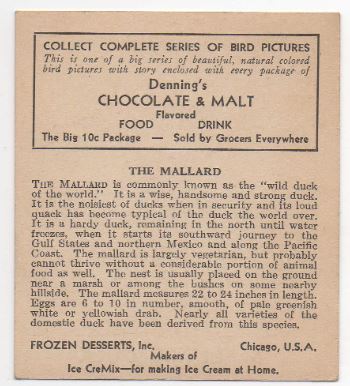 COLLECT COMPLETE SERIES OF BIRD PICTURES
This is one of a big series of beautiful, natural colored
bird pictures with story enclosed with every package of
Denning's
CHOCOLATE & MALT
Flavored
FOOD DRINK
The Big 10c Package — Sold by Grocers Everywhere
THE MALLARD
THE MALLARD is commonly known as the "wild duck
of the world." It is a wise, handsome and strong duck.
It is the noisiest of ducks when in security and its loud
quack has become typical of the duck the world over.
It is a hardy duck, remaining in the north until water
freezes, when it starts its southward journey to the
Gulf States and northern Mexico and along the Pacific
Coast. The mallard is largely vegetarian, but probably
cannot thrive without a considerable portion of animal
food as well. The nest is usually placed on the ground
near a marsh or among the bushes on some nearby
hillside. The mallard measures 22 to 24 inches in length.
Eggs are 6 to 10 in number, smooth, of pale greenish
white or yellowish drab. Nearly all varieties of the
domestic duck have been derived from this species.
FROZEN DESSERTS, Inc. Chicago, U.S.A.
Makers of
Ice CreMix—for making Ice Cream at Home.